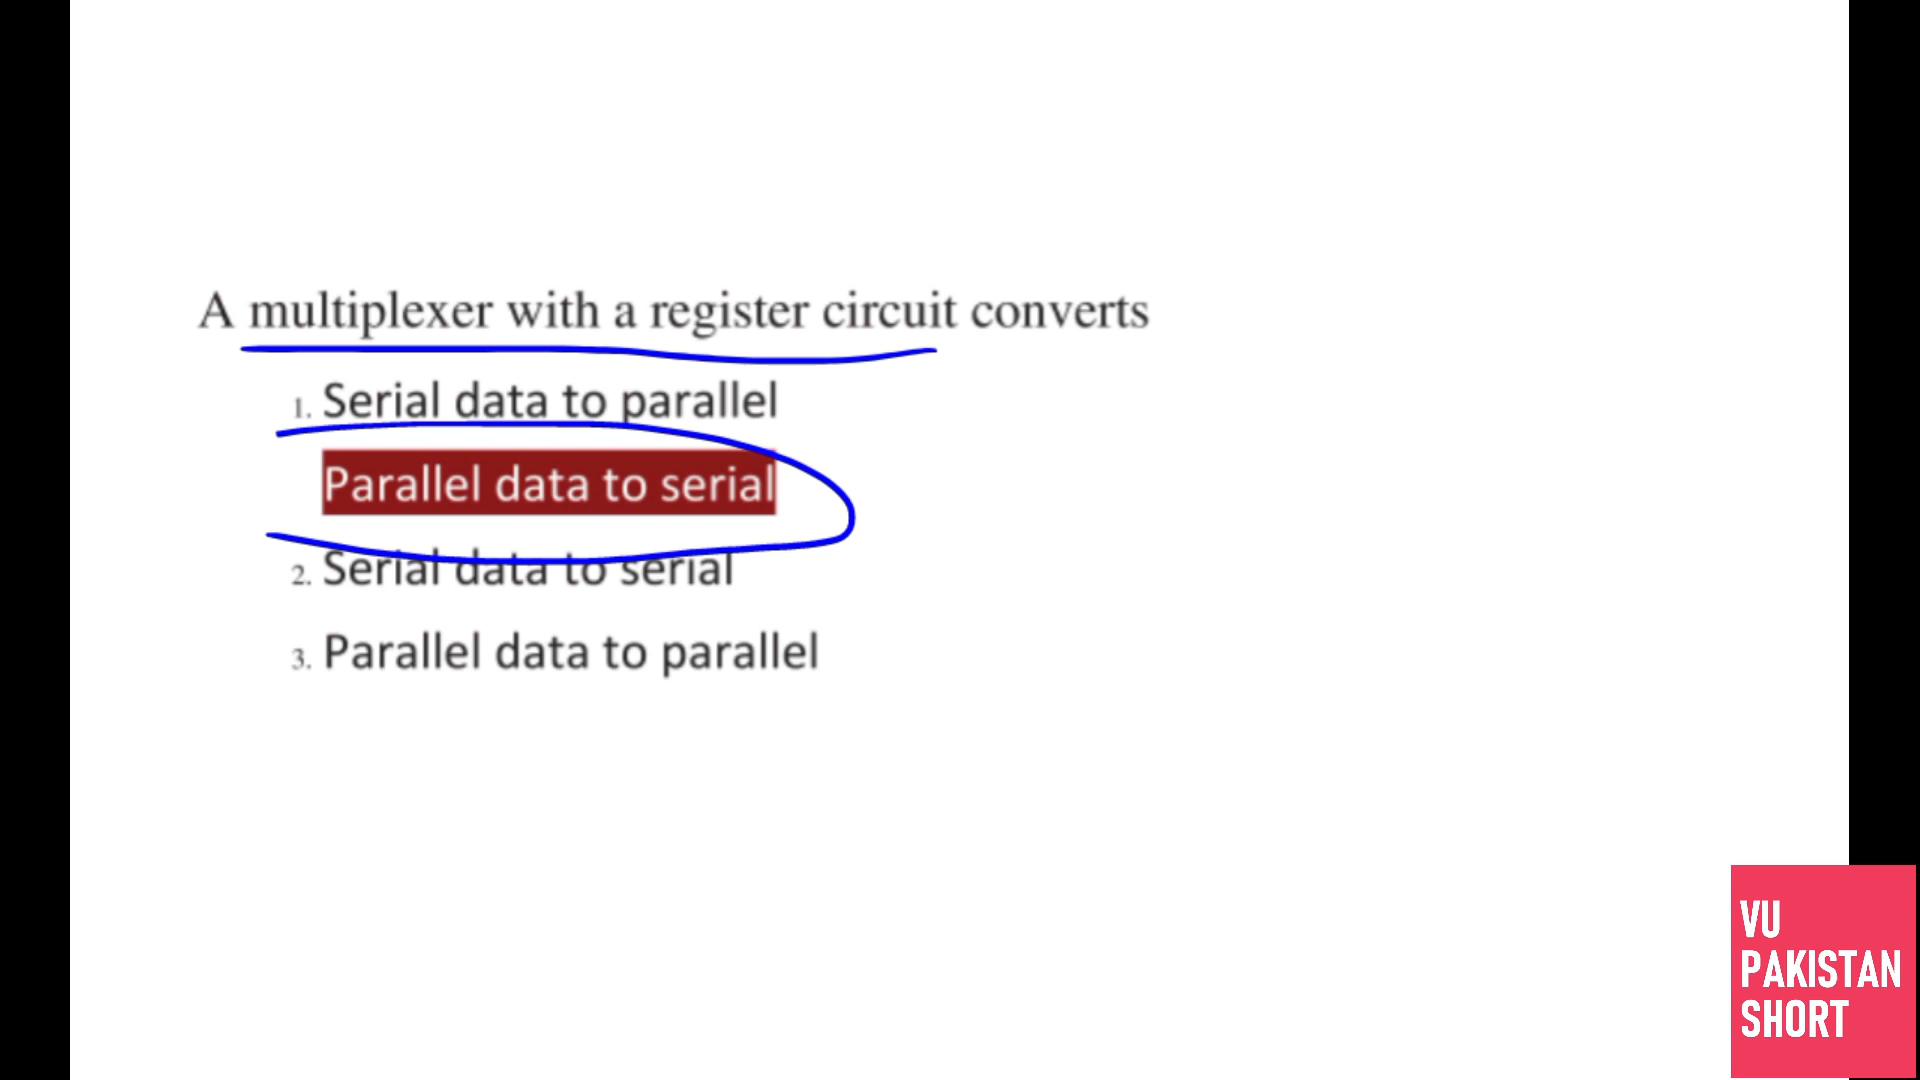 A multiplexer with a register circuit converts
1. Serial data to parallel
Parallel data to serial
2. Serial data to serial
3. Parallel data to parallel
VU
PAKISTAN
SHORT